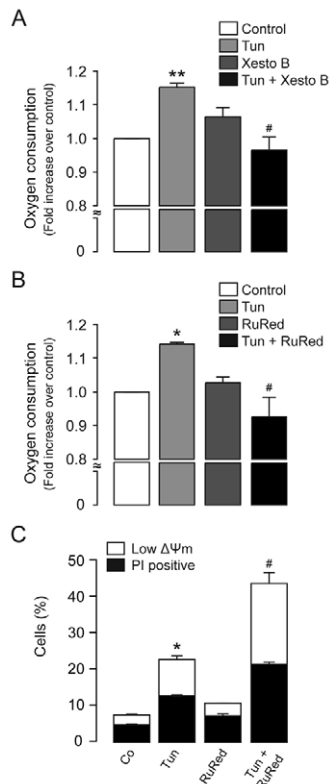 A
Control
Tun
Xesto B
Tun + Xesto B
Oxygen consumption
(Fold increase over control)
1.2
1.1
1.0
0.9
0.8
0
**
#
B
Control
Tun
RuRed
Tun + RuRed
Oxygen consumption
(Fold increase over control)
1.2
1.1
1.0
0.9
0.8
0
*
#
C
Low ΔΨm
PI positive
Cells (%)
50
40
30
20
10
0
*
#
Co
Tun
RuRed
Tun +
RuRed